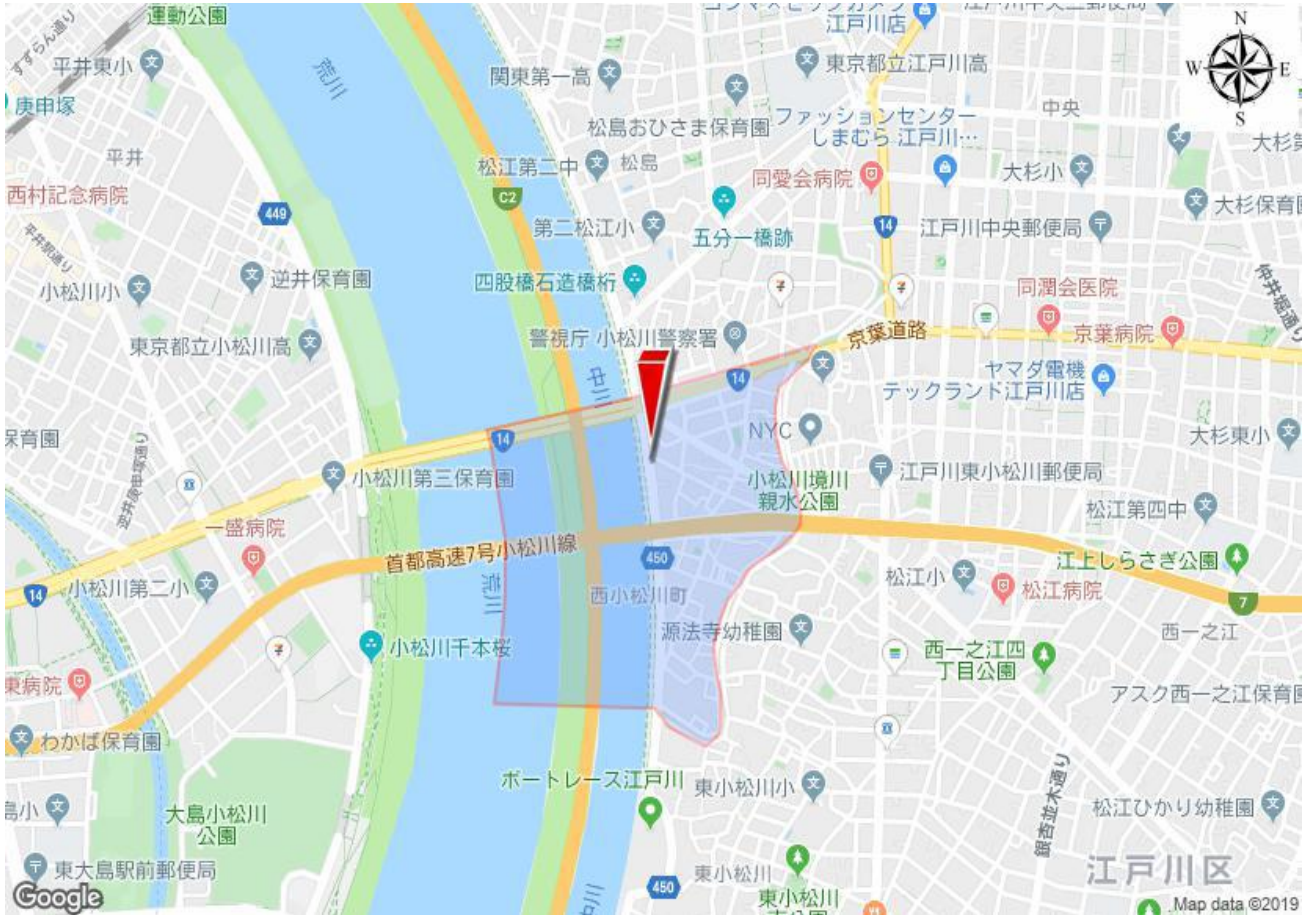 運動公園
江戸川店
N
W
E
S
すずらん通り
平井東小
荒川
関東第一高
東京都立江戸川高
中央
庚申塚
ファッションセンター
しまむら 江戸川…
松島おひさま保育園
平井
松江第二中
松島
同愛会病院
大杉小
西村記念病院
C2
大杉保育園
449
第二松江小
14
江戸川中央郵便局
五分一橋跡
平井駅通り
逆井保育園
四股橋石造橋桁
小松川小
同潤会医院
警視庁 小松川警察署
京葉道路
京葉病院
東京都立小松川高
中川
ヤマダ電機
テックランド江戸川店
14
NYC
14
大杉東小
保育園
小松川第三保育園
小松川境川
親水公園
江戸川東小松川郵便局
一盛病院
松江第四中
首都高速7号小松川線
450
江上しらさぎ公園
荒川
小松川第二小
松江小
松江病院
14
西小松川町
7
源法寺幼稚園
西一之江
小松川千本桜
西一之江四
丁目公園
東病院
アスク西一之江保育園
わかば保育園
ボートレース江戸川
東小松川小
銀杏並木通り
島小
大島小松川
公園
松江ひかり幼稚園
東大島駅前郵便局
450
東小松川
江戸川区
東小松川
Google
Map data ©2019